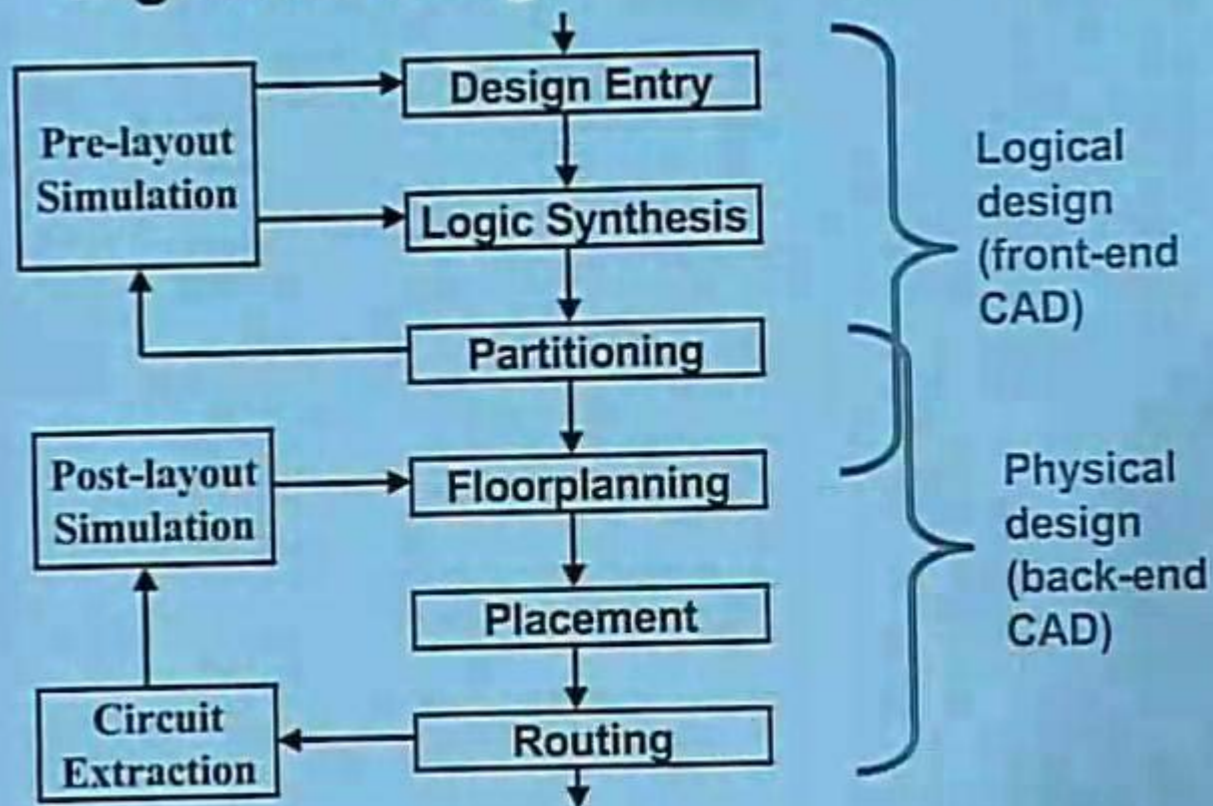 Design Entry
Pre-layout
Simulation
Logic Synthesis
Partitioning
Logical
design
(front-end
CAD)
Post-layout
Simulation
Floorplanning
Placement
Physical
design
(back-end
CAD)
Circuit
Extraction
Routing